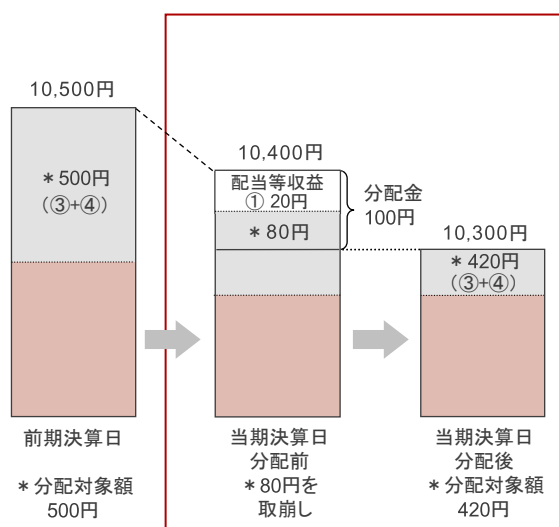 10,500円
＊500円
(③+④)
前期決算日
＊分配対象額
500円
10,400円
配当等収益
① 20円
＊80円
分配金
100円
当期決算日
分配前
＊80円を
取崩し
10,300円
＊420円
(③+④)
当期決算日
分配後
＊分配対象額
420円